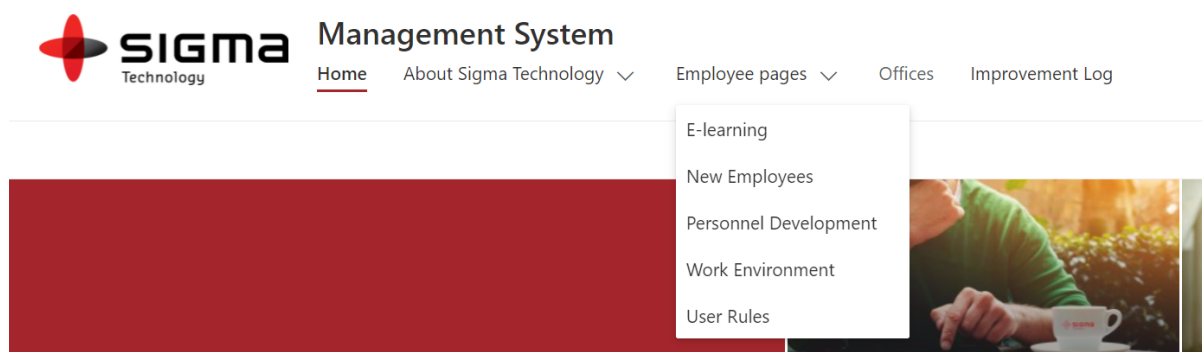 sigma
Technology
Management System
Home About Sigma Technology Employee pages Offices Improvement Log
E-learning
New Employees
Personnel Development
Work Environment
User Rules
sigma